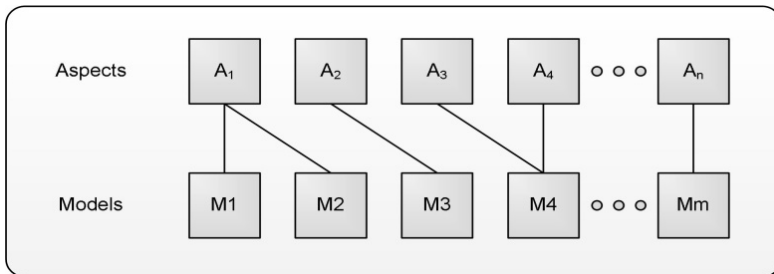 Aspects A₁ A₂ A₃ A₄ Aₙ
Models M1 M2 M3 M4 Mm